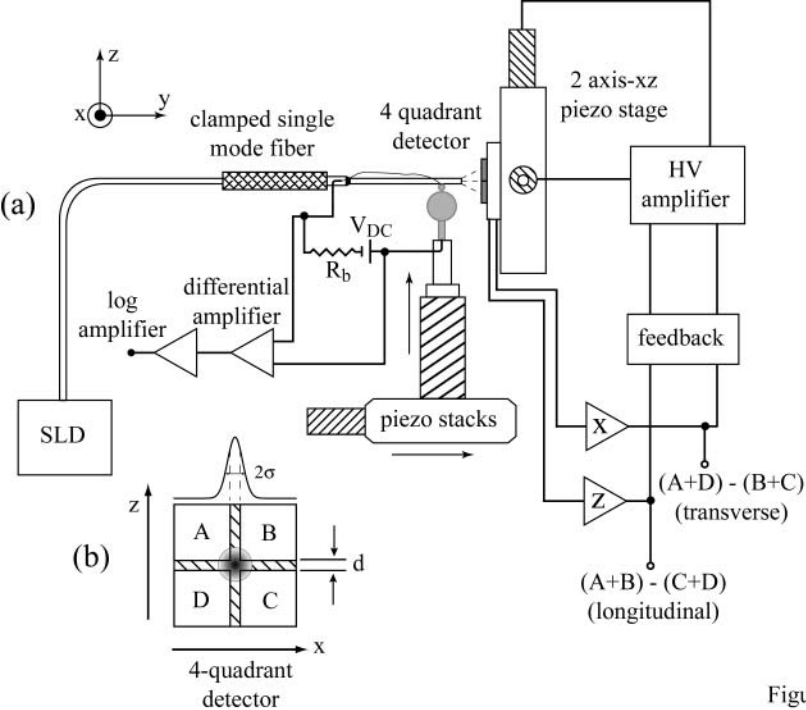 z
x
y
clamped single
mode fiber
4 quadrant
detector
2 axis-xz
piezo stage
HV
amplifier
(a)
V_DC
R_b
differential
amplifier
log
amplifier
feedback
piezo stacks
SLD
X
Z
(A+D) - (B+C)
(transverse)
(A+B) - (C+D)
(longitudinal)
2σ
z
A
B
(b)
d
D
C
x
4-quadrant
detector
Figu